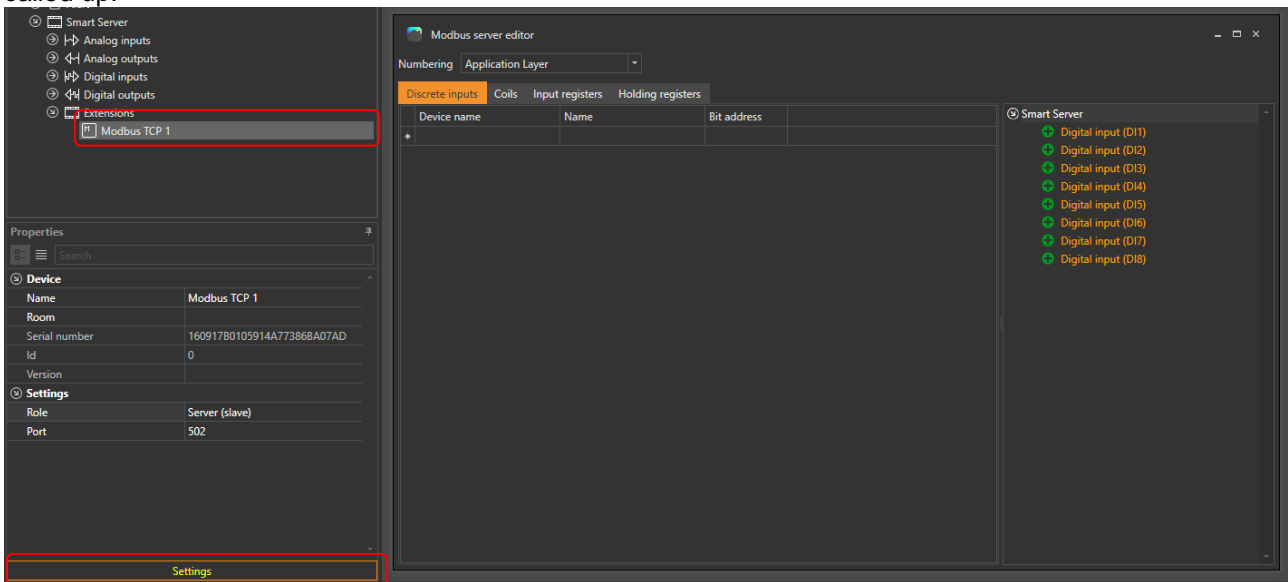 called up.
Smart Server
Analog inputs
Analog outputs
Digital inputs
Digital outputs
Extensions
Modbus TCP 1
Properties
Search
Device
Name Modbus TCP 1
Room
Serial number 160917B0105914A77386BA07AD
Id 0
Version
Settings
Role Server (slave)
Port 502
Settings
Modbus server editor
Numbering Application Layer
Discrete inputs Coils Input registers Holding registers
Device name Name Bit address
Smart Server
Digital input (DI1)
Digital input (DI2)
Digital input (DI3)
Digital input (DI4)
Digital input (DI5)
Digital input (DI6)
Digital input (DI7)
Digital input (DI8)